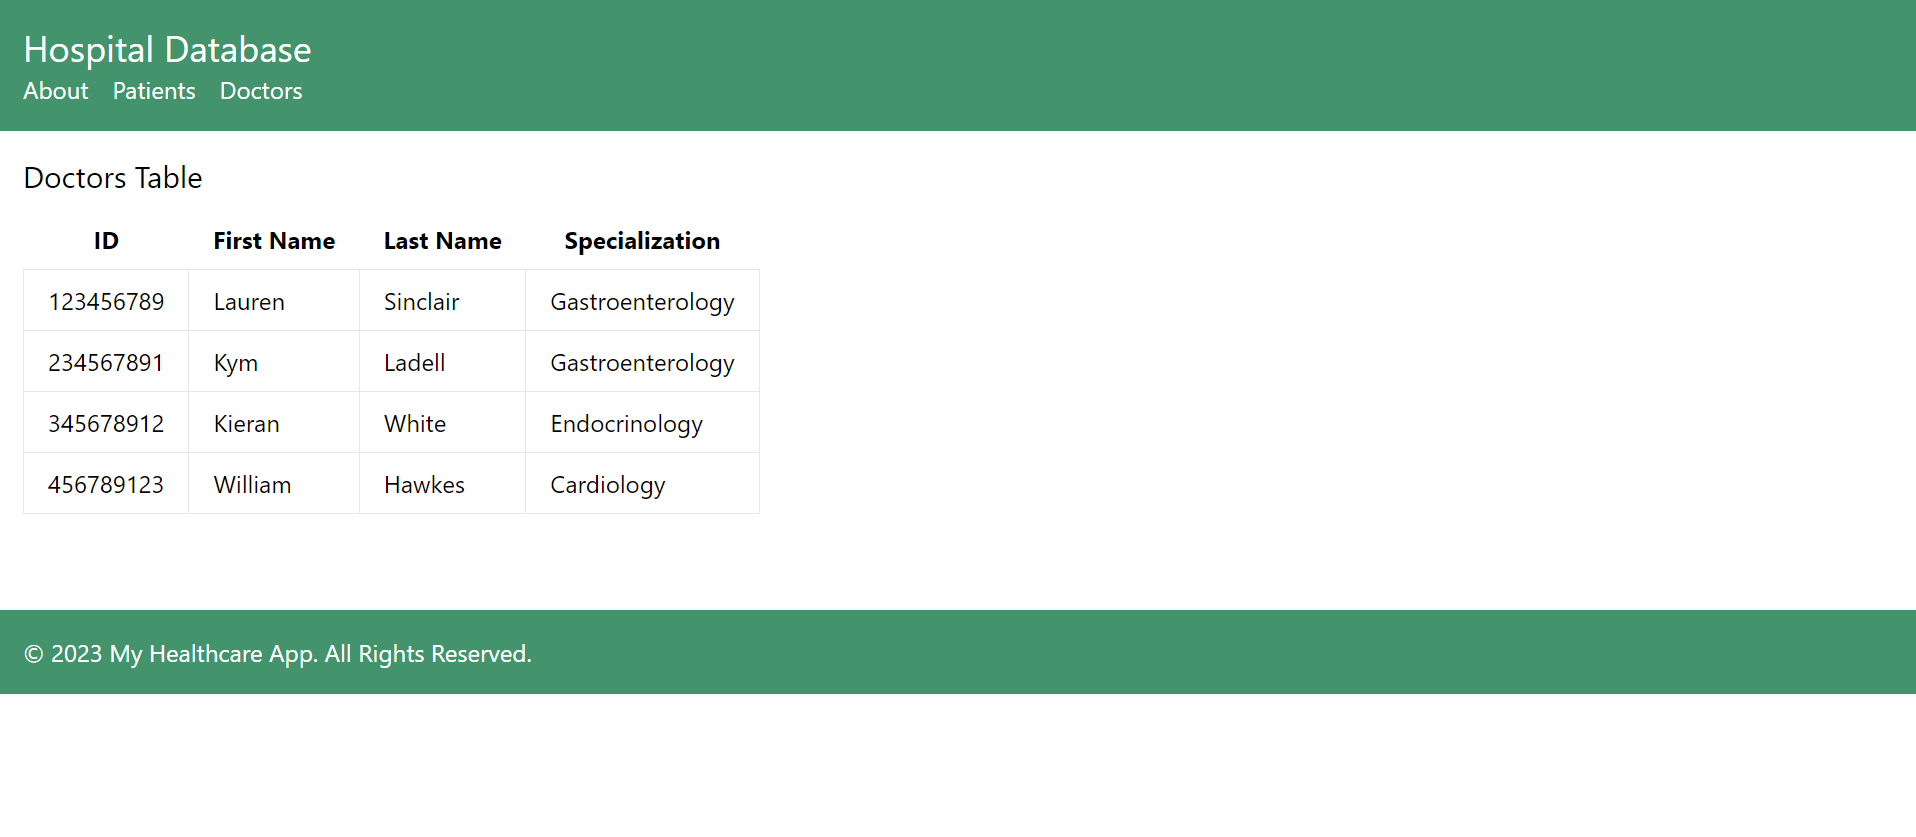 Hospital Database
About Patients Doctors
Doctors Table
ID First Name Last Name Specialization
123456789 Lauren Sinclair Gastroenterology
234567891 Kym Ladell Gastroenterology
345678912 Kieran White Endocrinology
456789123 William Hawkes Cardiology
© 2023 My Healthcare App. All Rights Reserved.